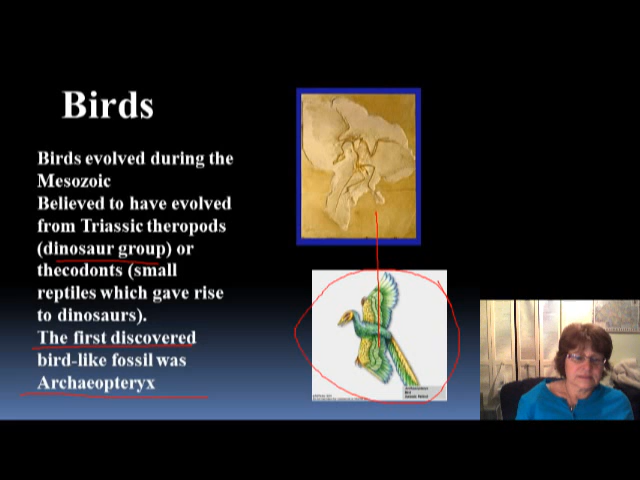 Birds
Birds evolved during the
Mesozoic
Believed to have evolved
from Triassic theropods
(dinosaur group) or
thecodonts (small
reptiles which gave rise
to dinosaurs).
The first discovered
bird-like fossil was
Archaeopteryx